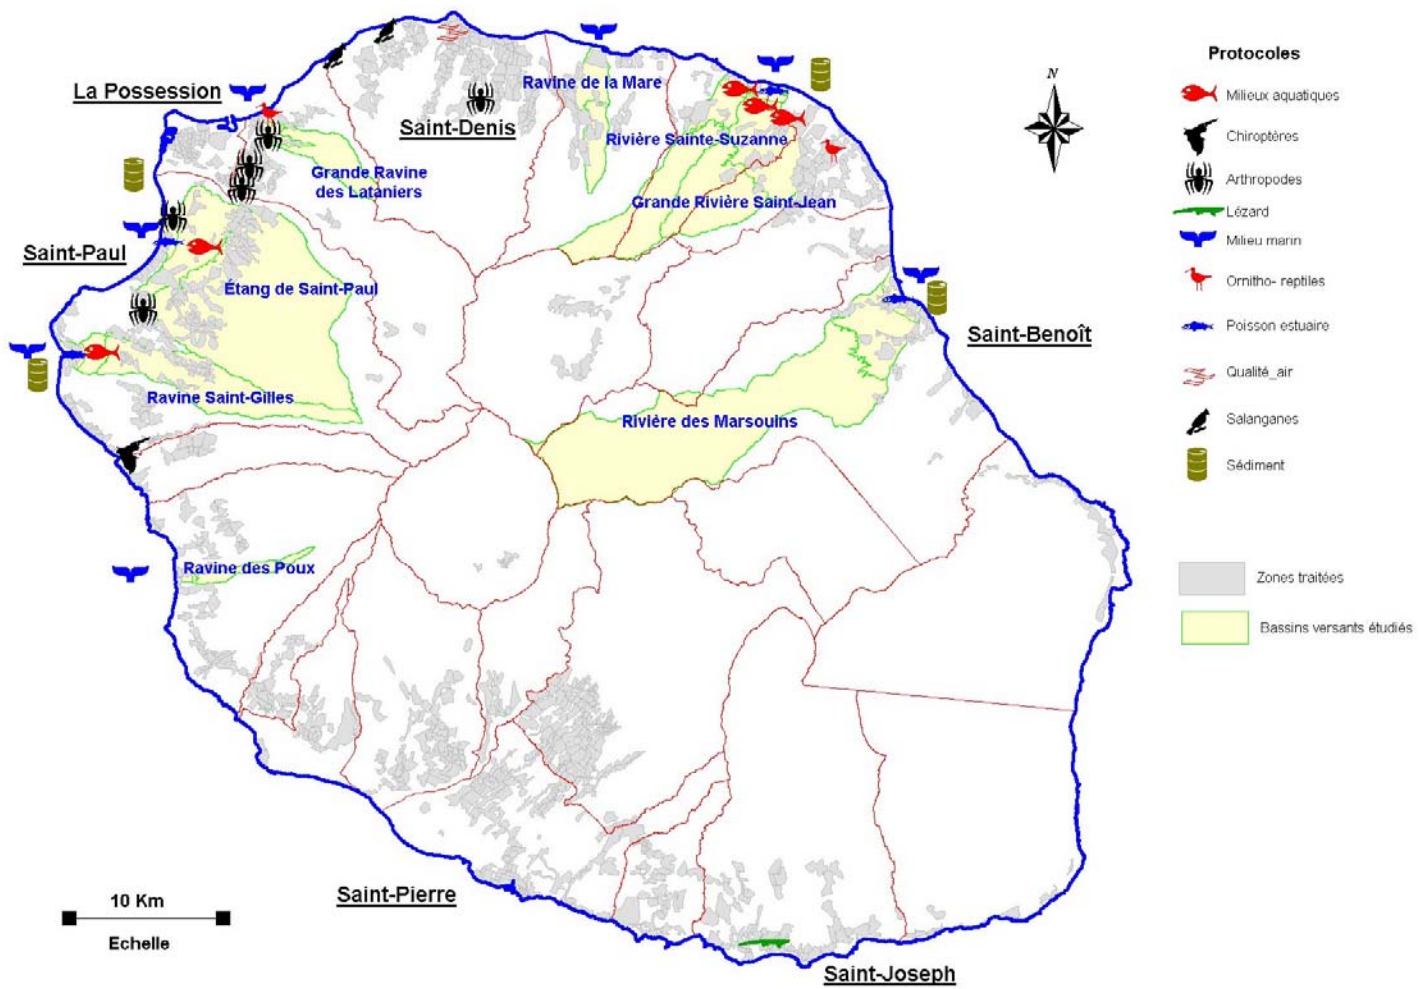 N
Protocoles
Milieux aquatiques
Chiroptères
Arthropodes
Lézard
Milieu marin
Ornitho- reptiles
Poisson estuaire
Qualité_air
Salanganes
Sédiment
Zones traitées
Bassins versants étudiés
La Possession
Saint-Denis
Ravine de la Mare
Rivière Sainte-Suzanne
Grande Ravine
des Lataniers
Grande Rivière Saint-Jean
Saint-Paul
Étang de Saint-Paul
Saint-Benoît
Ravine Saint-Gilles
Rivière des Marsouins
Ravine des Poux
Saint-Pierre
10 Km
Echelle
Saint-Joseph